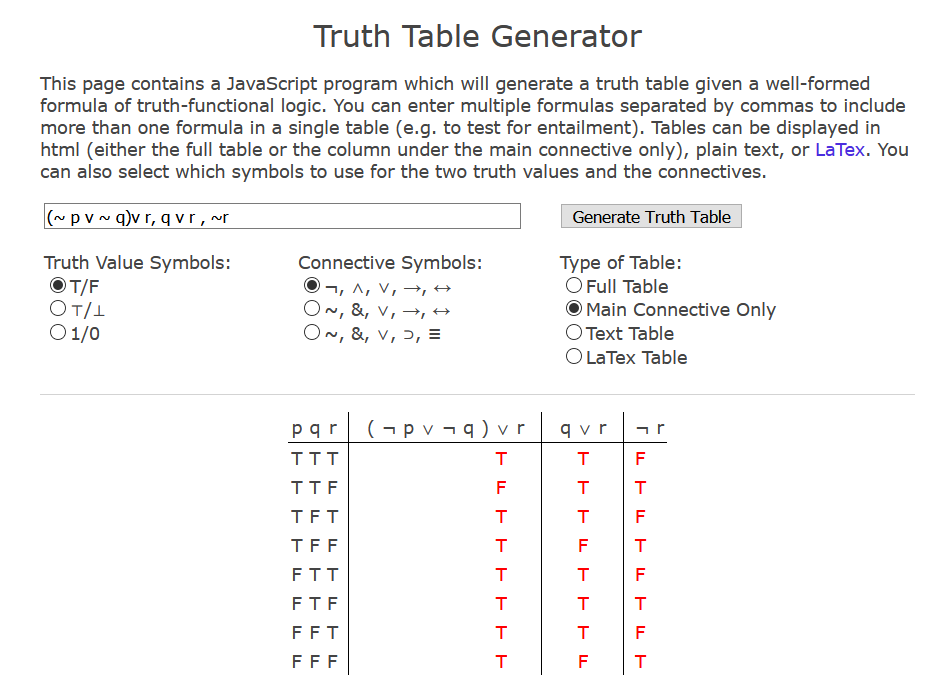 Truth Table Generator
This page contains a JavaScript program which will generate a truth table given a well-formed
formula of truth-functional logic. You can enter multiple formulas separated by commas to include
more than one formula in a single table (e.g. to test for entailment). Tables can be displayed in
html (either the full table or the column under the main connective only), plain text, or LaTex. You
can also select which symbols to use for the two truth values and the connectives.
(~ p v ~ q)v r, q v r , ~r
Generate Truth Table
Truth Value Symbols: Connective Symbols: Type of Table:
T/F ¬, ∧, ∨, →, ↔ Full Table
⊤/⊥ ~, &, ∨, →, ↔ Main Connective Only
1/0 ~, &, ∨, ⊃, ≡ Text Table
LaTex Table
p q r ( ¬ p ∨ ¬ q ) ∨ r q ∨ r ¬ r
T T T T T F
T T F F T T
T F T T T F
T F F T F T
F T T T T F
F T F T T T
F F T T T F
F F F T F T